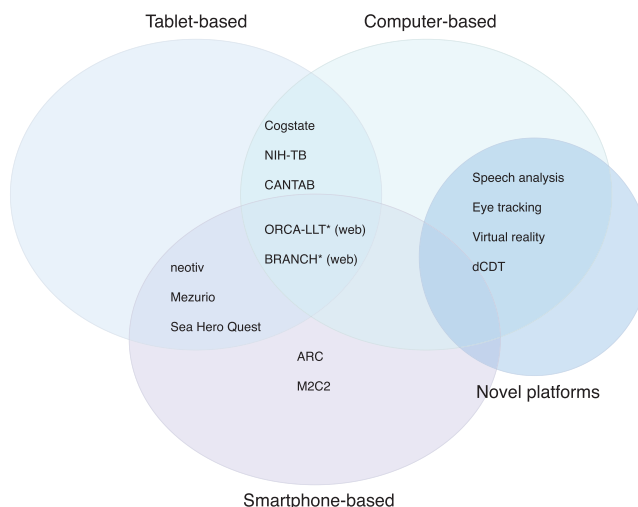 Tablet-based
Computer-based
Cogstate
NIH-TB
CANTAB
ORCA-LLT* (web)
BRANCH* (web)
Speech analysis
Eye tracking
Virtual reality
dCDT
neotiv
Mezurio
Sea Hero Quest
ARC
M2C2
Novel platforms
Smartphone-based